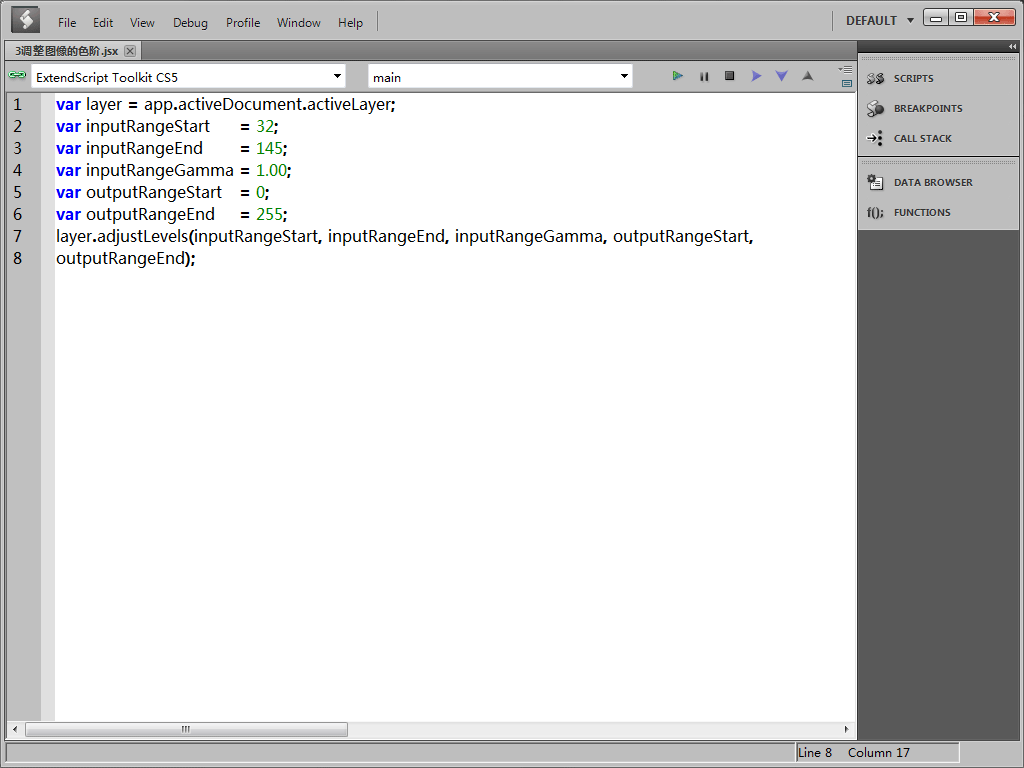 File Edit View Debug Profile Window Help DEFAULT
3调整图像的色阶.jsx
ExtendScript Toolkit CS5 main
1 var layer = app.activeDocument.activeLayer;
2 var inputRangeStart = 32;
3 var inputRangeEnd = 145;
4 var inputRangeGamma = 1.00;
5 var outputRangeStart = 0;
6 var outputRangeEnd = 255;
7 layer.adjustLevels(inputRangeStart, inputRangeEnd, inputRangeGamma, outputRangeStart,
8 outputRangeEnd);
SCRIPTS
BREAKPOINTS
CALL STACK
DATA BROWSER
f(); FUNCTIONS
Line 8 Column 17